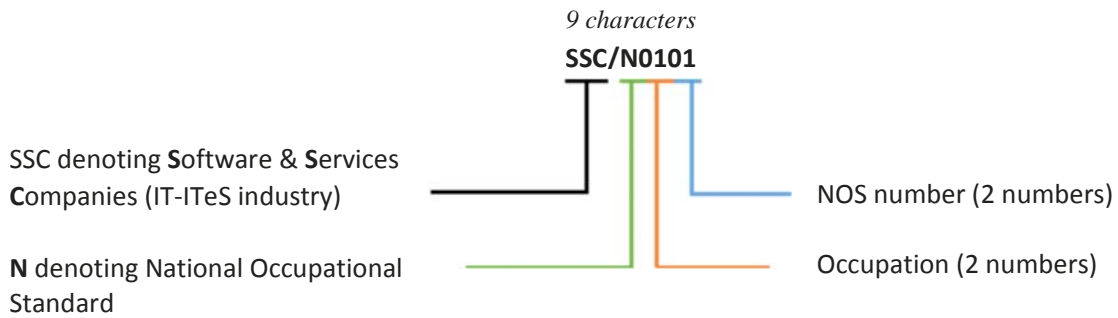 9 characters
SSC/N0101
SSC denoting Software & Services
Companies (IT-ITeS industry)
NOS number (2 numbers)
N denoting National Occupational
Standard
Occupation (2 numbers)